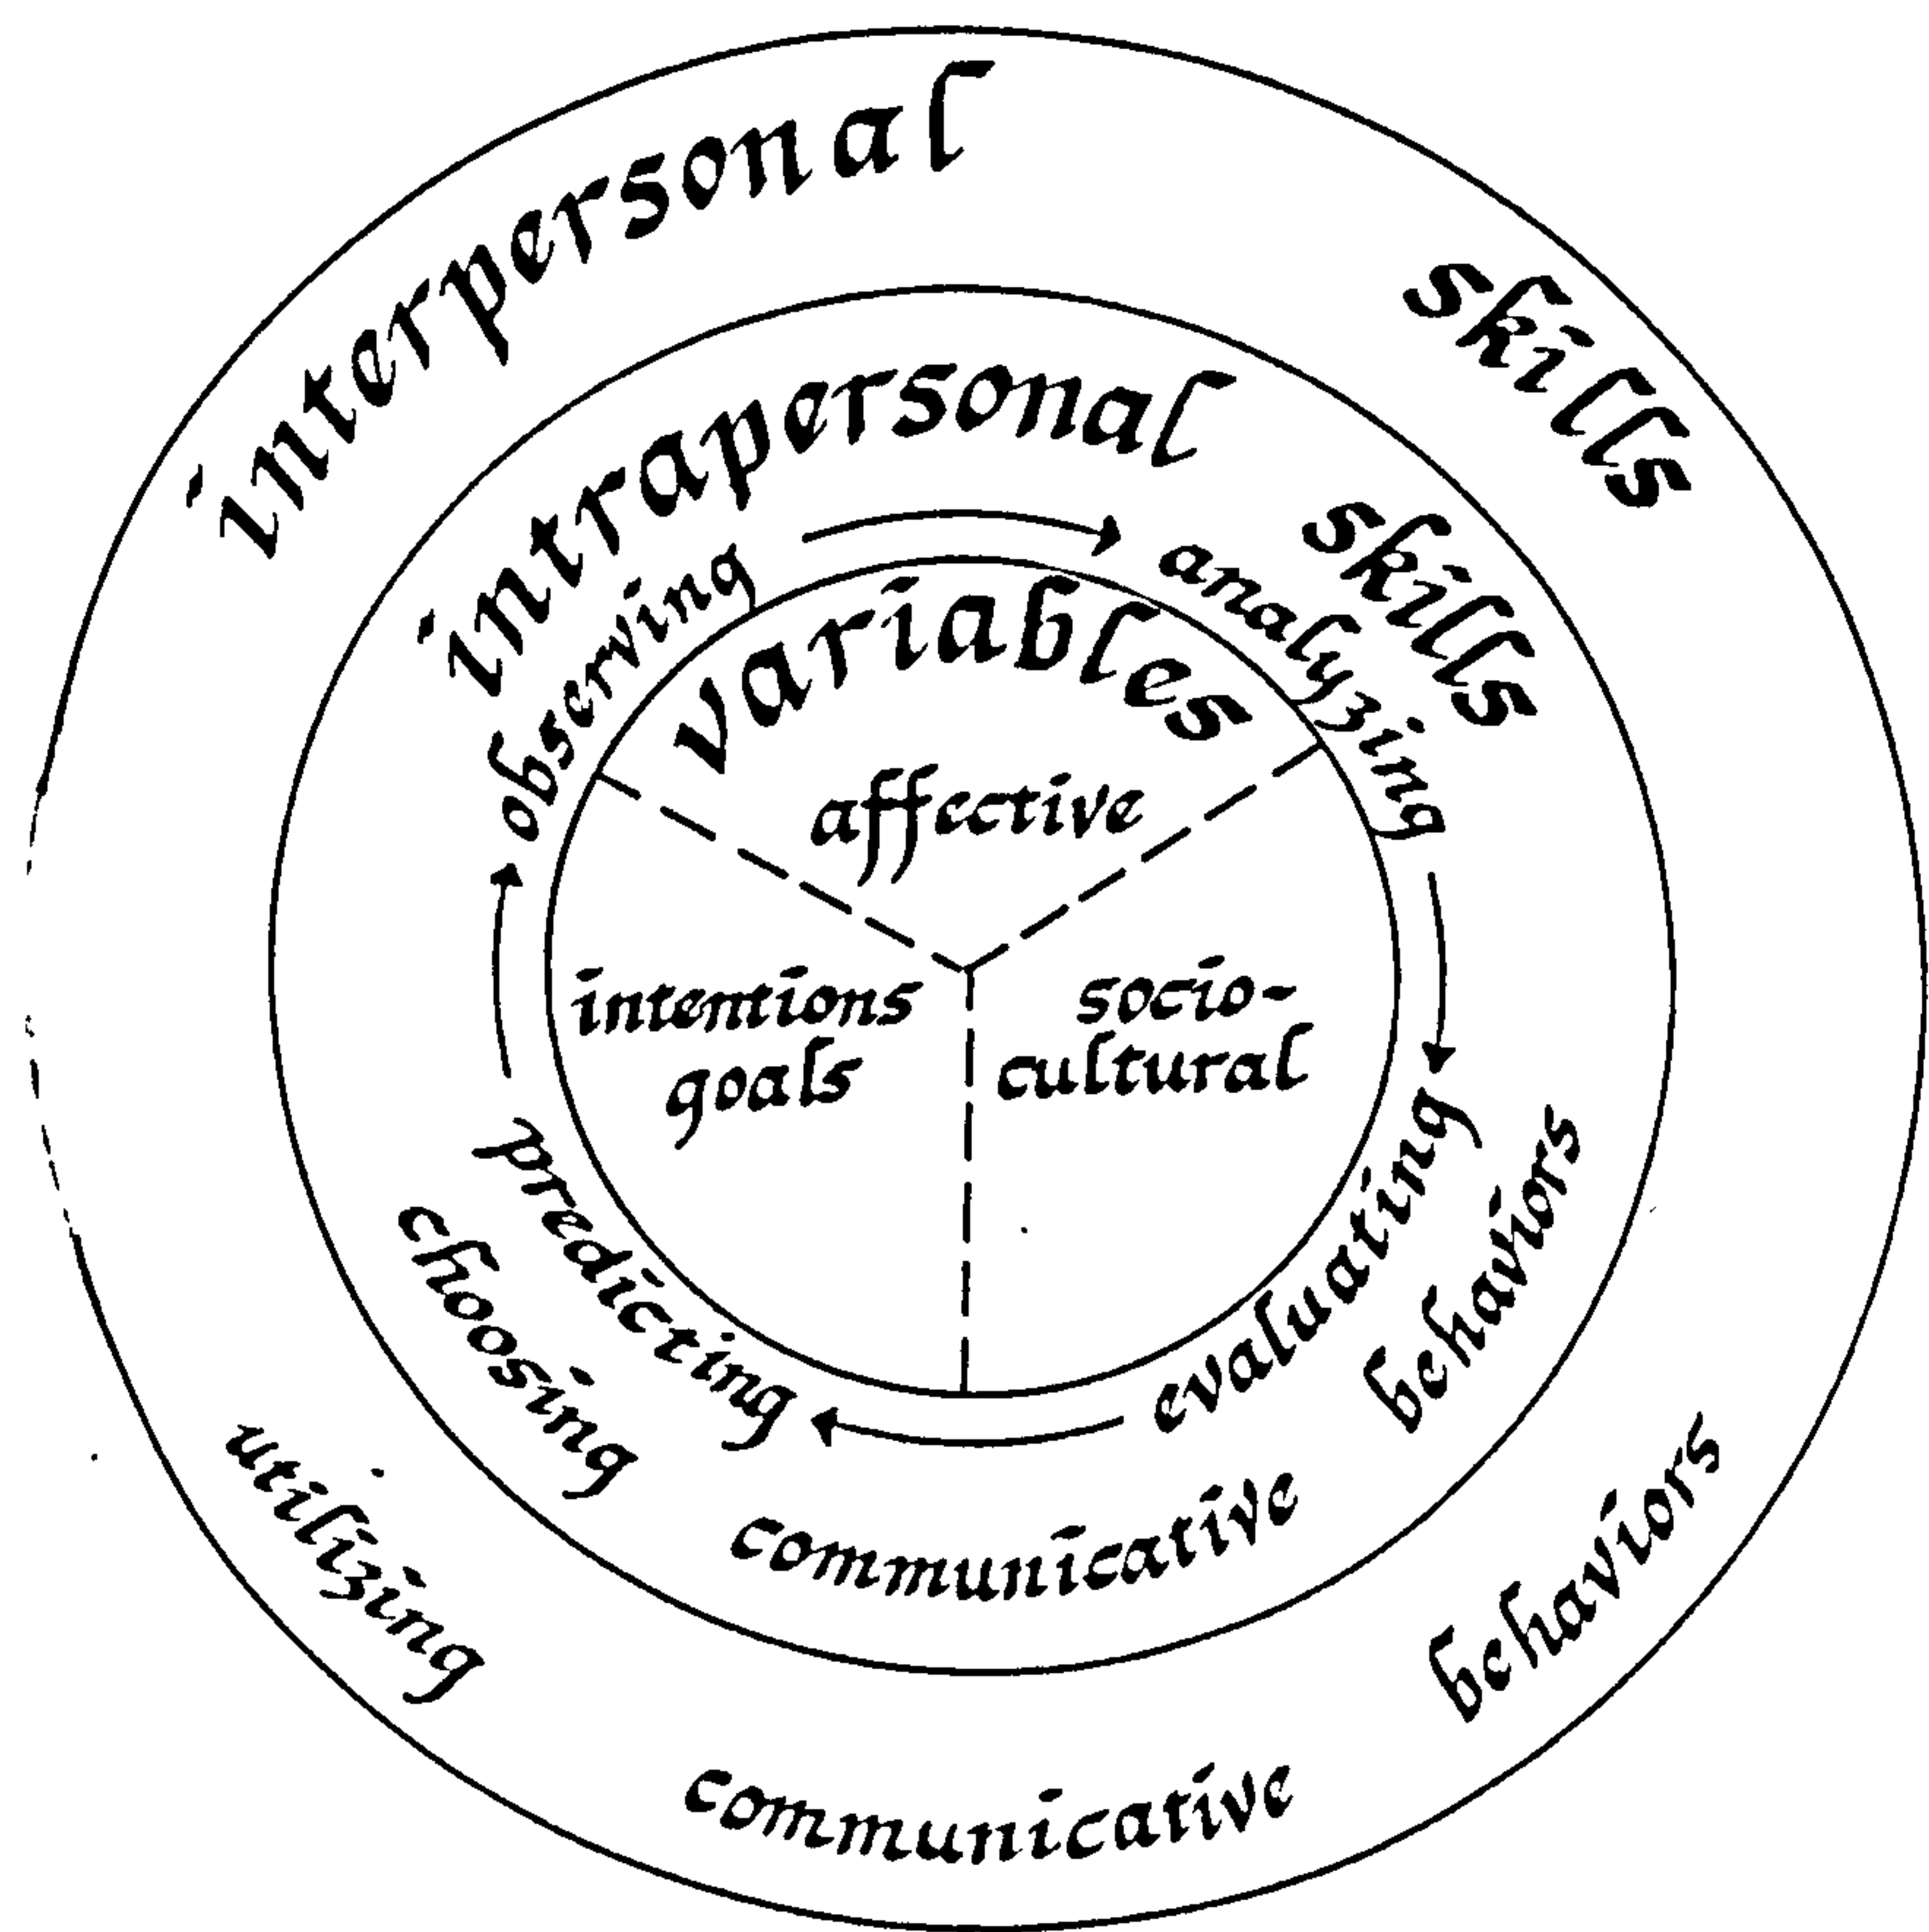 interpersonal skills
intrapersonal skills
observing
analyzing
variables
affective
intentions
goals
socio-
cultural
predicting
evaluating
choosing communicative behaviors
utilizing communicative behaviors